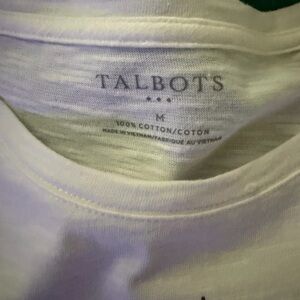 TALBOTS
M
100% COTTON/COTON
MADE IN VIETNAM/FABRIQUÉ AU VIETNAM